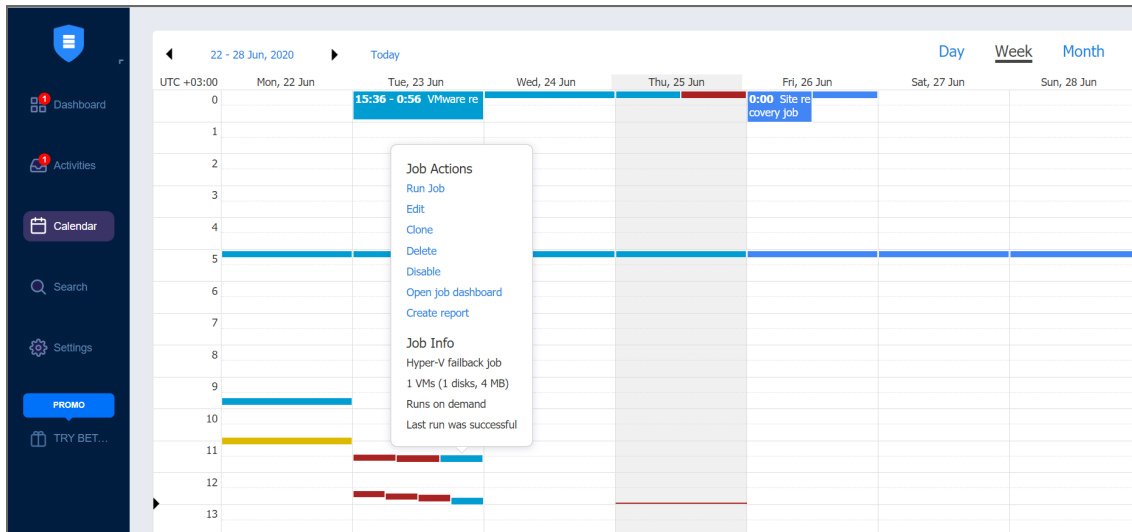 22 - 28 Jun, 2020
Today
Day
Week
Month
UTC +03:00
Mon, 22 Jun
Tue, 23 Jun
Wed, 24 Jun
Thu, 25 Jun
Fri, 26 Jun
Sat, 27 Jun
Sun, 28 Jun
1
Dashboard
1
Activities
Calendar
Search
Settings
PROMO
TRY BET...
0
15:36 - 0:56 VMware re
0:00 Site re
covery job
1
2
3
4
5
6
7
8
9
10
11
12
13
Job Actions
Run Job
Edit
Clone
Delete
Disable
Open job dashboard
Create report
Job Info
Hyper-V failback job
1 VMs (1 disks, 4 MB)
Runs on demand
Last run was successful